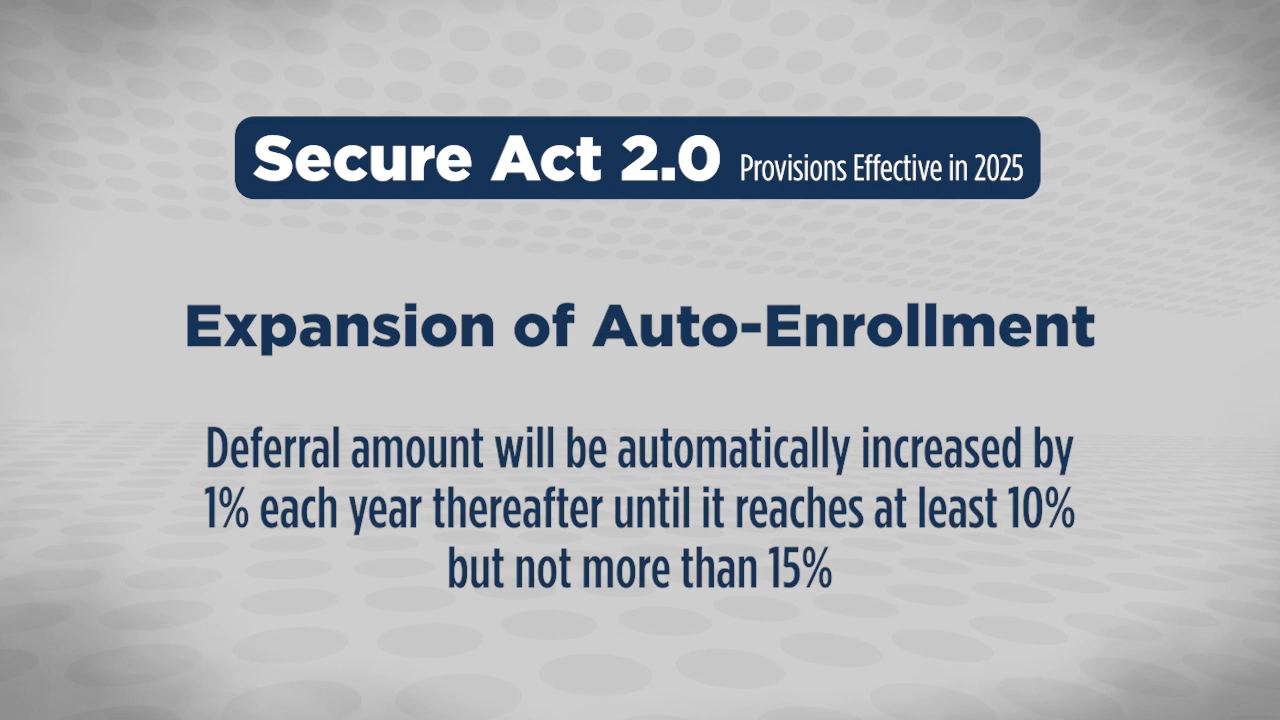 Secure Act 2.0 Provisions Effective in 2025
Expansion of Auto-Enrollment
Deferral amount will be automatically increased by
1% each year thereafter until it reaches at least 10%
but not more than 15%